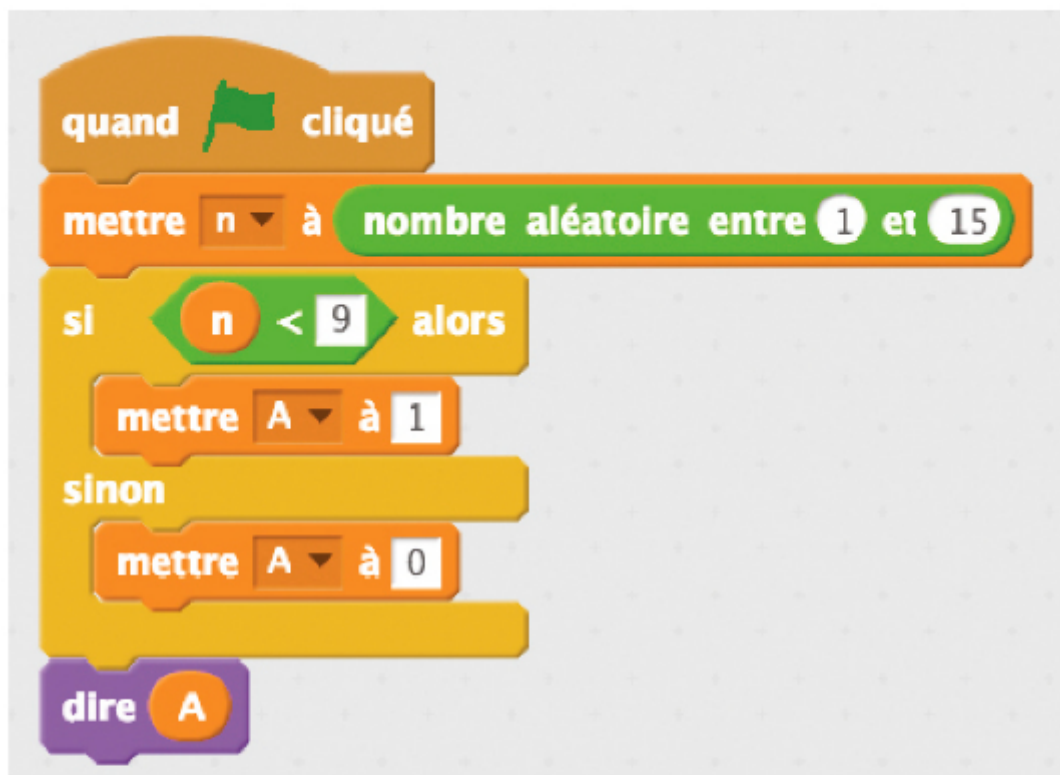 quand cliqué
mettre n à nombre aléatoire entre 1 et 15
si n < 9 alors
mettre A à 1
sinon
mettre A à 0
dire A